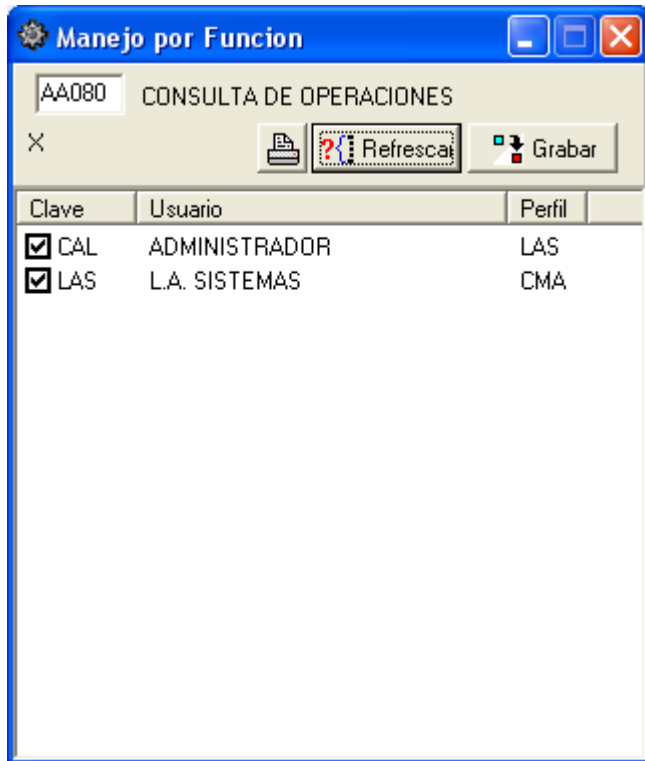 Manejo por Funcion
AA080 CONSULTA DE OPERACIONES
X ?{ Refrescar Grabar
Clave Usuario Perfil
CAL ADMINISTRADOR LAS
LAS L.A. SISTEMAS CMA